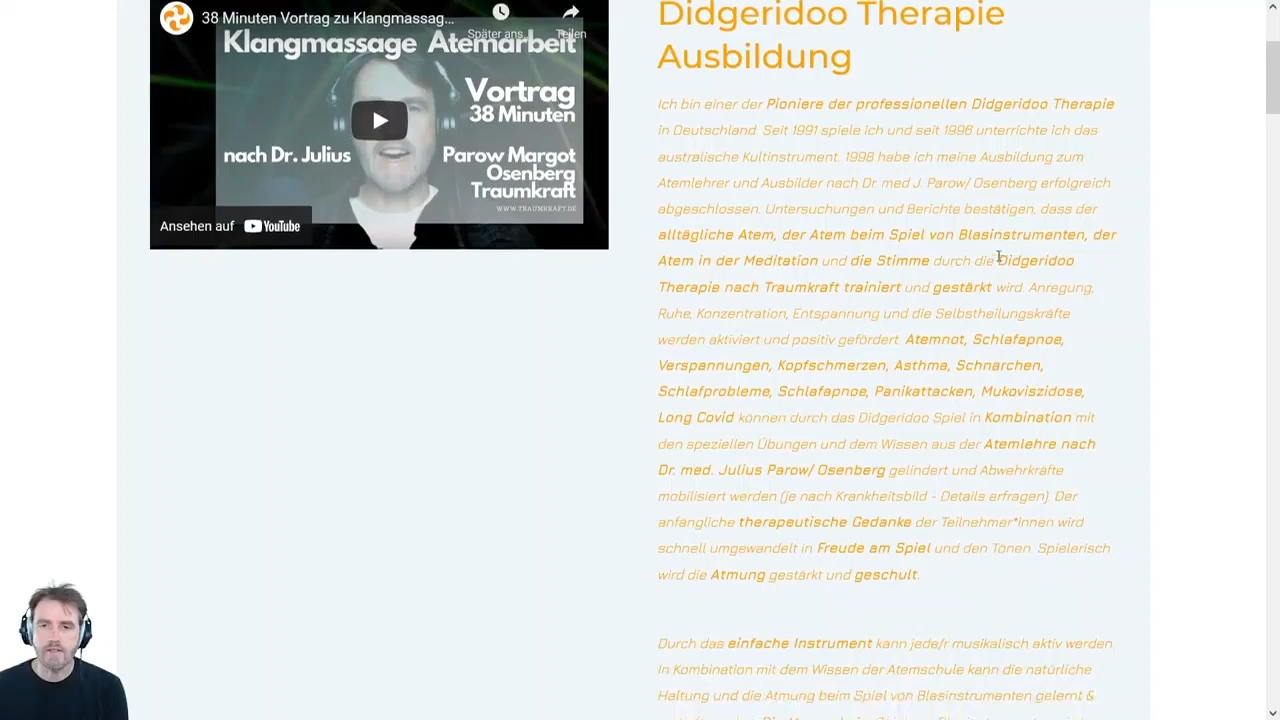 38 Minuten Vortrag zu Klangmassag...
Später ans...
Teilen
Klangmassage Atemarbeit
Vortrag
38 Minuten
nach Dr. Julius
Parow Margot
Osenberg
Traumkraft
WWW.TRAUMKRAFT.DE
Ansehen auf YouTube
Didgeridoo Therapie
Ausbildung
Ich bin einer der Pioniere der professionellen Didgeridoo Therapie
in Deutschland. Seit 1991 spiele ich und seit 1996 unterrichte ich das
australische Kultinstrument. 1998 habe ich meine Ausbildung zum
Atemlehrer und Ausbilder nach Dr. med J. Parow/ Osenberg erfolgreich
abgeschlossen. Untersuchungen und Berichte bestätigen, dass der
alltägliche Atem, der Atem beim Spiel von Blasinstrumenten, der
Atem in der Meditation und die Stimme durch die Didgeridoo
Therapie nach Traumkraft trainiert und gestärkt wird. Anregung,
Ruhe, Konzentration, Entspannung und die Selbstheilungskräfte
werden aktiviert und positiv gefördert. Atemnot, Schlafapnoe,
Verspannungen, Kopfschmerzen, Asthma, Schnarchen,
Schlafprobleme, Schlafapnoe, Panikattacken, Mukoviszidose,
Long Covid können durch das Didgeridoo Spiel in Kombination mit
den speziellen Übungen und dem Wissen aus der Atemlehre nach
Dr. med. Julius Parow/ Osenberg gelindert und Abwehrkräfte
mobilisiert werden (je nach Krankheitsbild - Details erfragen). Der
anfängliche therapeutische Gedanke der Teilnehmer*innen wird
schnell umgewandelt in Freude am Spiel und den Tönen. Spielerisch
wird die Atmung gestärkt und geschult.
Durch das einfache Instrument kann jede/r musikalisch aktiv werden.
In Kombination mit dem Wissen der Atemschule kann die natürliche
Haltung und die Atmung beim Spiel von Blasinstrumenten gelernt &